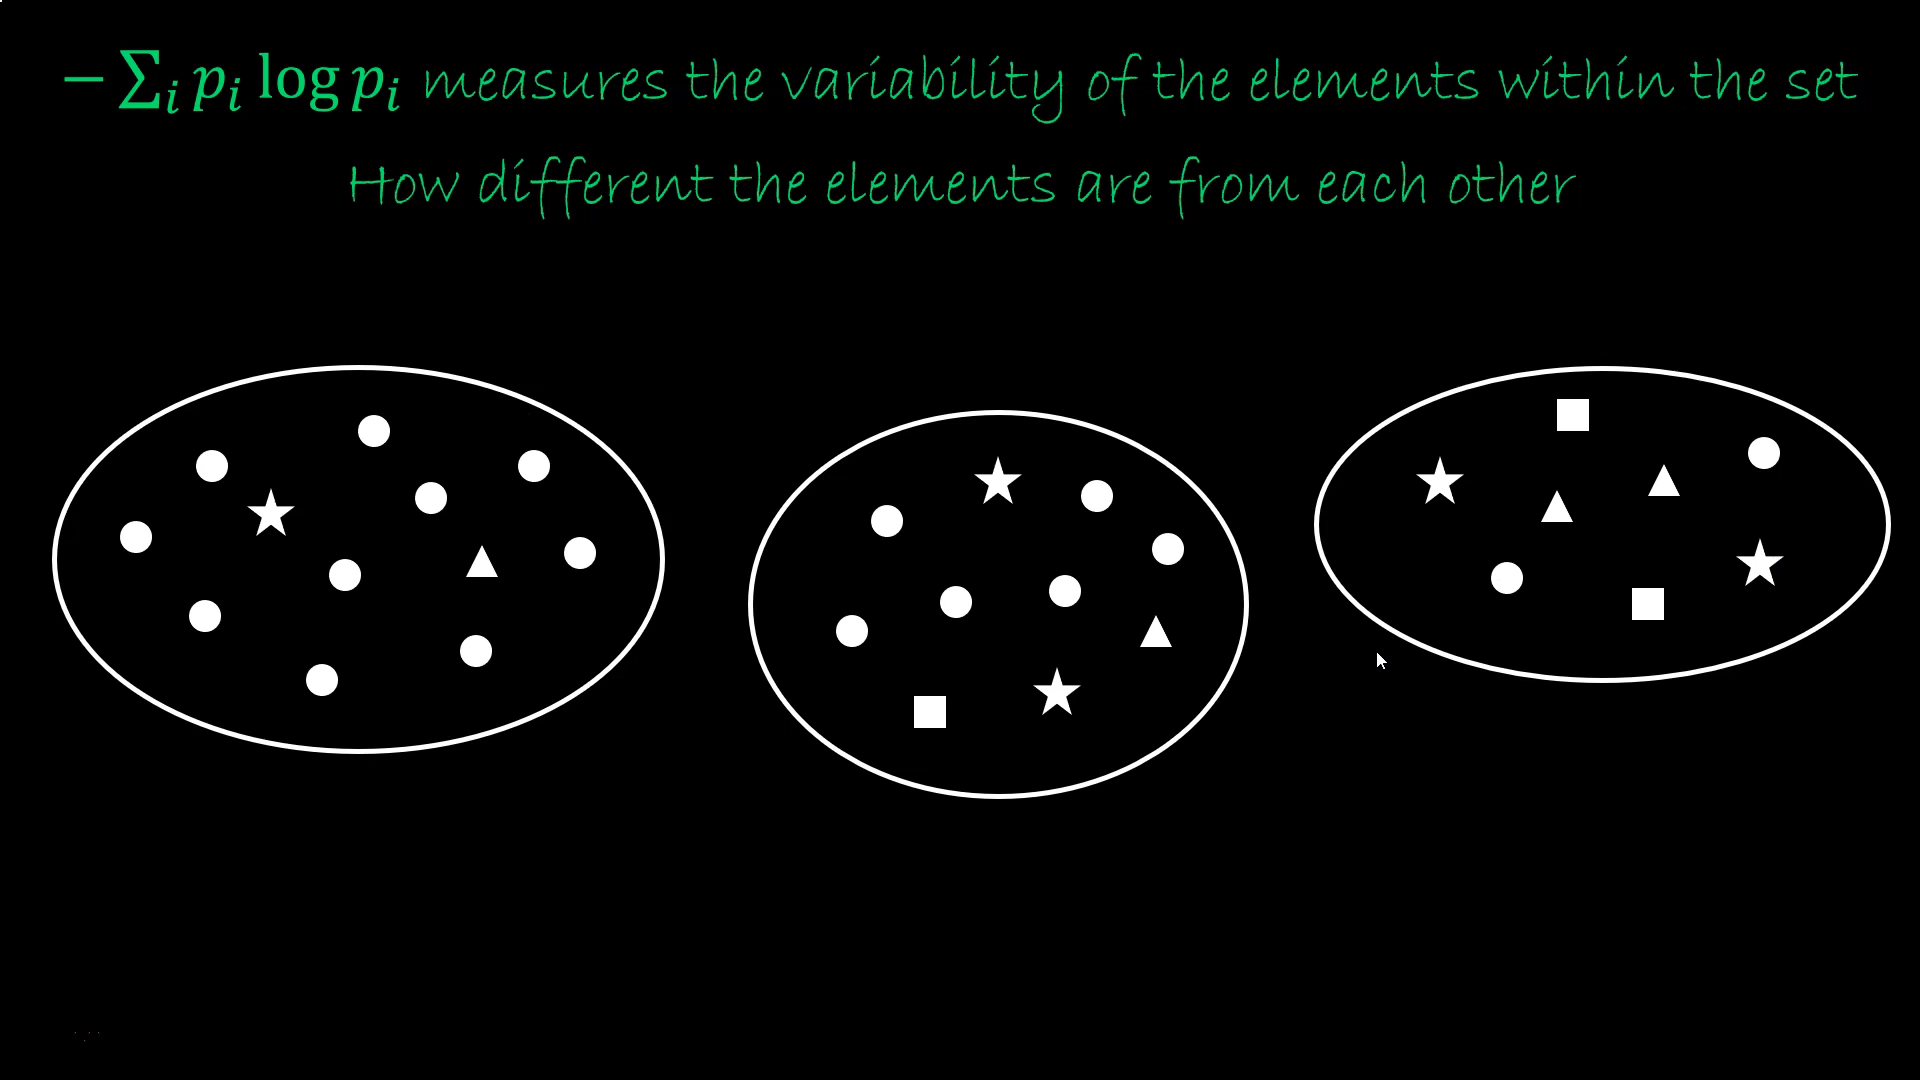 −∑ᵢ pᵢ log pᵢ measures the variability of the elements within the set
How different the elements are from each other